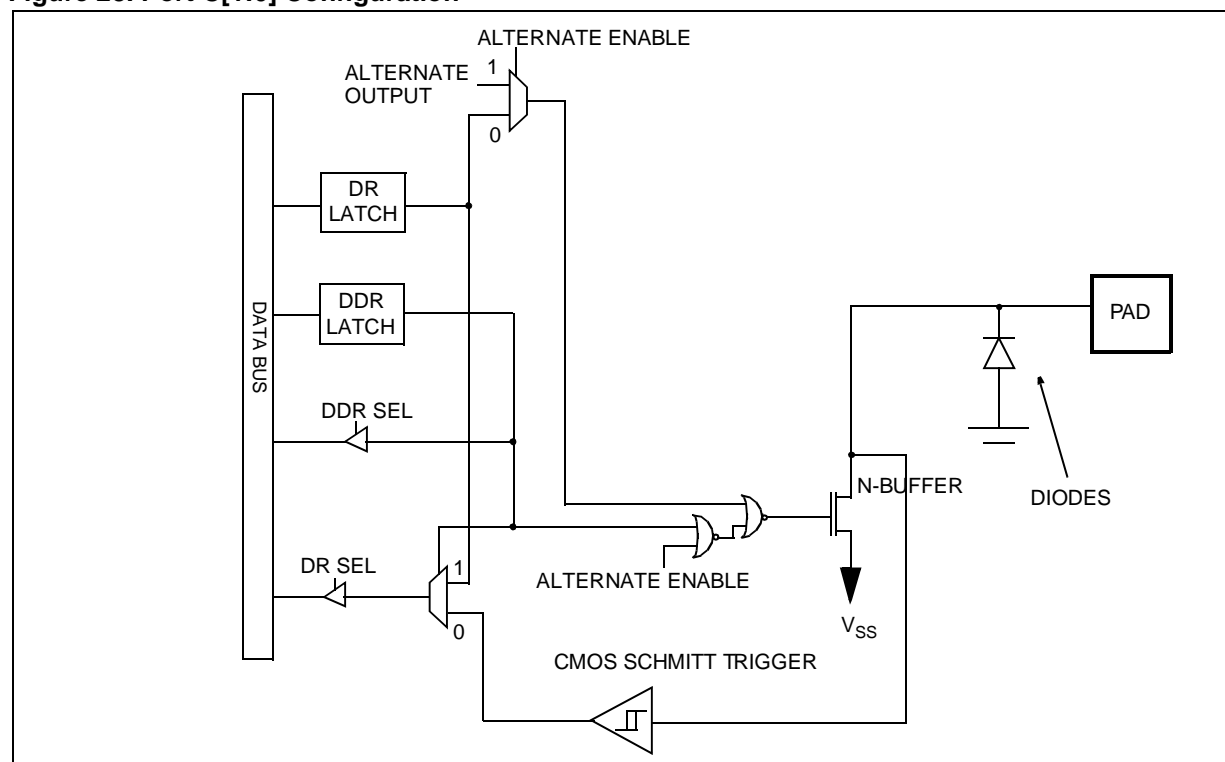 ALTERNATE ENABLE
1
ALTERNATE
OUTPUT
0
DR
LATCH
DDR
LATCH
DATA BUS
PAD
DDR SEL
N-BUFFER
DIODES
DR SEL
1
ALTERNATE ENABLE
0
VSS
CMOS SCHMITT TRIGGER